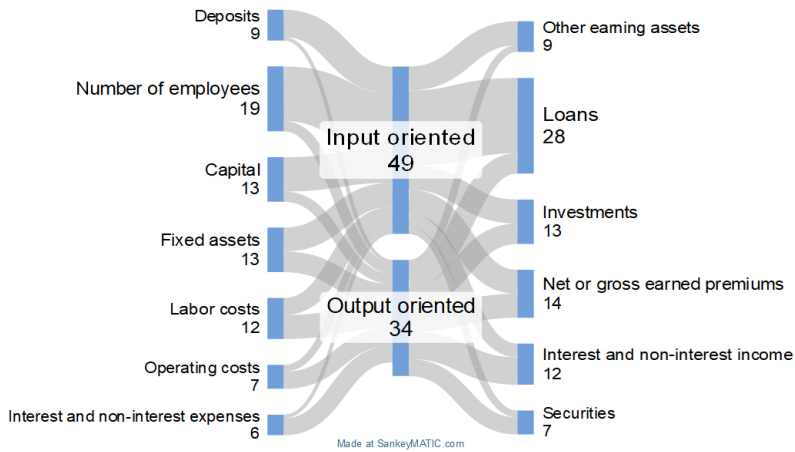 Deposits
9
Number of employees
19
Capital
13
Fixed assets
13
Labor costs
12
Operating costs
7
Interest and non-interest expenses
6
Input oriented
49
Output oriented
34
Other earning assets
9
Loans
28
Investments
13
Net or gross earned premiums
14
Interest and non-interest income
12
Securities
7
Made at SankeyMATIC.com